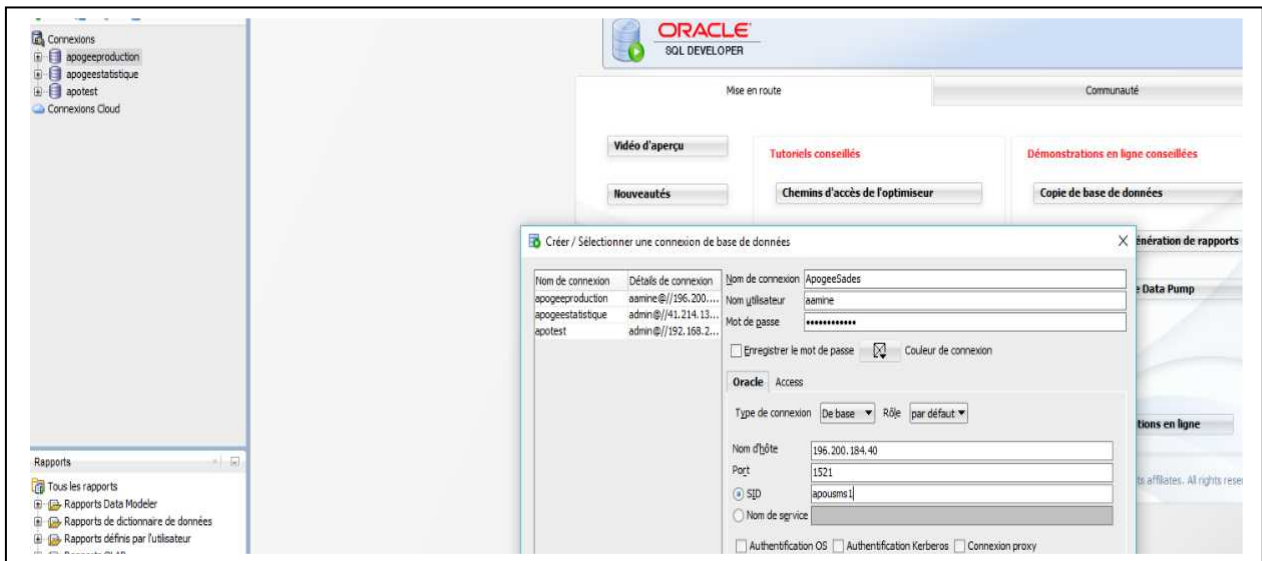 Connexions
apogeeproduction
apogeestatistique
apotest
Connexions Cloud
ORACLE
SQL DEVELOPER
Mise en route
Communauté
Vidéo d'aperçu
Tutoriels conseillés
Démonstrations en ligne conseillées
Nouveautés
Chemins d'accès de l'optimiseur
Copie de base de données
Créer / Sélectionner une connexion de base de données
énération de rapports
Data Pump
tions en ligne
ts affiliates. All rights rese
Nom de connexion Détails de connexion
apogeeproduction aamine@//196.200....
apogeestatistique admin@//41.214.13...
apotest admin@//192.168.2...
Nom de connexion ApogeeSades
Nom utilisateur aamine
Mot de passe ••••••••••••
Enregistrer le mot de passe Couleur de connexion
Oracle Access
Type de connexion De base Rôle par défaut
Nom d'hôte 196.200.184.40
Port 1521
SID apousms1
Nom de service
Authentification OS Authentification Kerberos Connexion proxy
Rapports
Tous les rapports
Rapports Data Modeler
Rapports de dictionnaire de données
Rapports définis par l'utilisateur